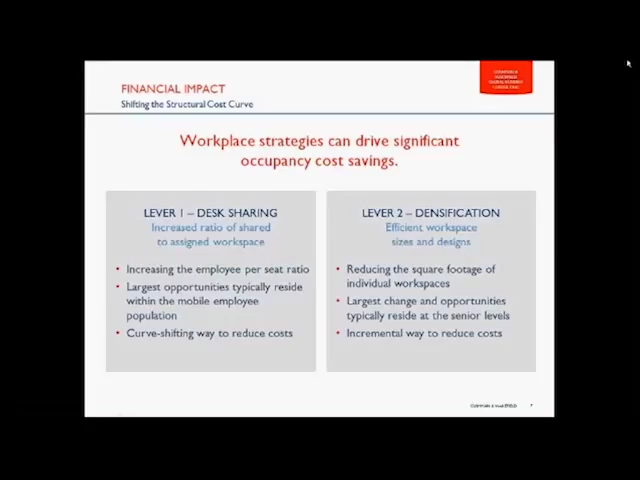 FINANCIAL IMPACT
Shifting the Structural Cost Curve
CUSHMAN &
WAKEFIELD
Workplace strategies can drive significant
occupancy cost savings.
LEVER 1 – DESK SHARING
Increased ratio of shared
to assigned workspace
• Increasing the employee per seat ratio
• Largest opportunities typically reside
within the mobile employee
population
• Curve-shifting way to reduce costs
LEVER 2 – DENSIFICATION
Efficient workspace
sizes and designs
• Reducing the square footage of
individual workspaces
• Largest change and opportunities
typically reside at the senior levels
• Incremental way to reduce costs
CUSHMAN & WAKEFIELD